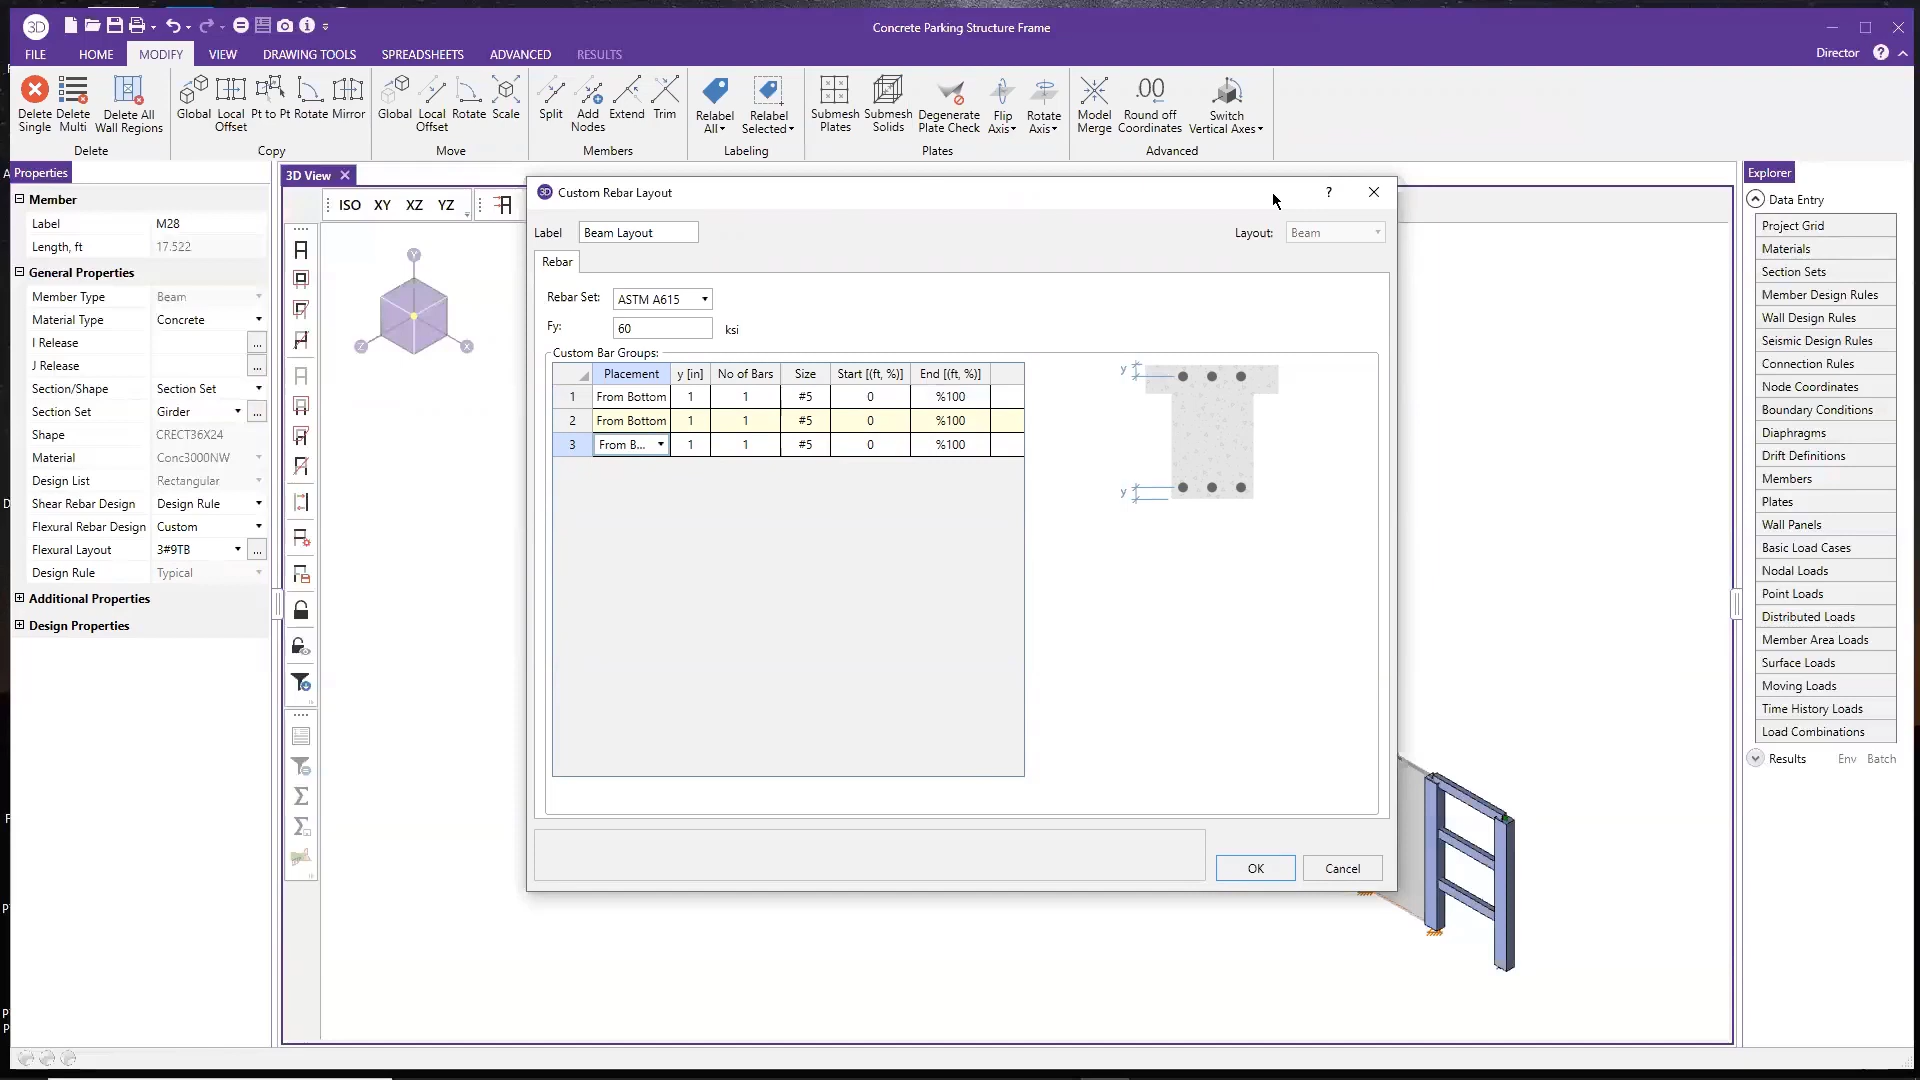 3D
Concrete Parking Structure Frame
FILE HOME MODIFY VIEW DRAWING TOOLS SPREADSHEETS ADVANCED RESULTS
Director ?
Delete Single
Delete Multi
Delete All Wall Regions
Delete
Global
Local Offset
Pt to Pt
Rotate
Mirror
Copy
Global
Local Offset
Rotate
Scale
Move
Split
Add Nodes
Extend
Trim
Members
Relabel All
Relabel Selected
Labeling
Submesh Plates
Submesh Solids
Degenerate Plate Check
Flip Axis
Rotate Axis
Plates
Model Merge
.00
Round off Coordinates
Switch Vertical Axes
Advanced
Properties
Member
Label M28
Length, ft 17.522
General Properties
Member Type Beam
Material Type Concrete
I Release ...
J Release ...
Section/Shape Section Set
Section Set Girder ...
Shape CRECT36X24
Material Conc3000NW
Design List Rectangular
Shear Rebar Design Design Rule
Flexural Rebar Design Custom
Flexural Layout 3#9TB ...
Design Rule Typical
Additional Properties
Design Properties
3D View
ISO XY XZ YZ
Y
Z
X
3D Custom Rebar Layout ?
Label Beam Layout
Layout: Beam
Rebar
Rebar Set: ASTM A615
Fy: 60 ksi
Custom Bar Groups:
Placement y [in] No of Bars Size Start [(ft, %)] End [(ft, %)]
1 From Bottom 1 1 #5 0 %100
2 From Bottom 1 1 #5 0 %100
3 From B... 1 1 #5 0 %100
y
y
OK Cancel
Explorer
Data Entry
Project Grid
Materials
Section Sets
Member Design Rules
Wall Design Rules
Seismic Design Rules
Connection Rules
Node Coordinates
Boundary Conditions
Diaphragms
Drift Definitions
Members
Plates
Wall Panels
Basic Load Cases
Nodal Loads
Point Loads
Distributed Loads
Member Area Loads
Surface Loads
Moving Loads
Time History Loads
Load Combinations
Results Env Batch